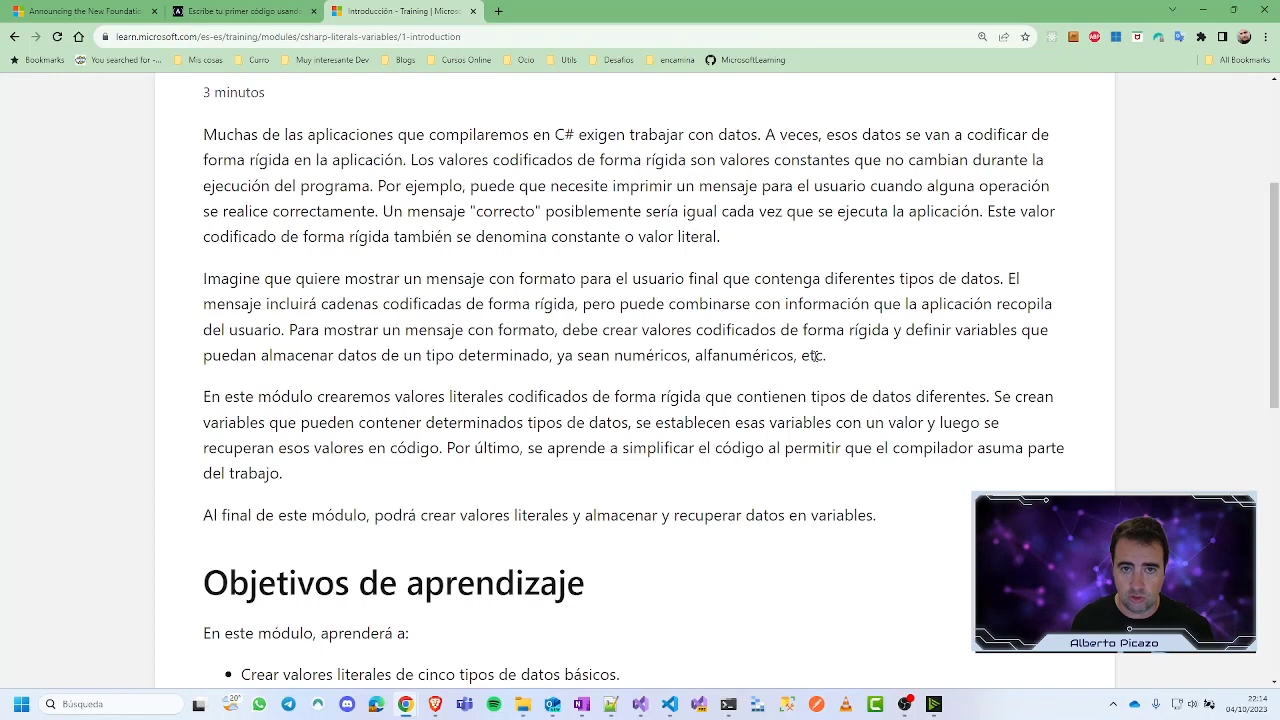 Announcing the New Foundatic
Escribe tu primer código usando
Introducción - Training | Microsc
learn.microsoft.com/es-es/training/modules/csharp-literals-variables/1-introduction
Bookmarks You searched for -... Mis cosas Curro Muy interesante Dev Blogs Cursos Online Ocio Utils Desafios encamina MicrosoftLearning All Bookmarks
3 minutos
Muchas de las aplicaciones que compilaremos en C# exigen trabajar con datos. A veces, esos datos se van a codificar de
forma rígida en la aplicación. Los valores codificados de forma rígida son valores constantes que no cambian durante la
ejecución del programa. Por ejemplo, puede que necesite imprimir un mensaje para el usuario cuando alguna operación
se realice correctamente. Un mensaje "correcto" posiblemente sería igual cada vez que se ejecuta la aplicación. Este valor
codificado de forma rígida también se denomina constante o valor literal.
Imagine que quiere mostrar un mensaje con formato para el usuario final que contenga diferentes tipos de datos. El
mensaje incluirá cadenas codificadas de forma rígida, pero puede combinarse con información que la aplicación recopila
del usuario. Para mostrar un mensaje con formato, debe crear valores codificados de forma rígida y definir variables que
puedan almacenar datos de un tipo determinado, ya sean numéricos, alfanuméricos, etc.
En este módulo crearemos valores literales codificados de forma rígida que contienen tipos de datos diferentes. Se crean
variables que pueden contener determinados tipos de datos, se establecen esas variables con un valor y luego se
recuperan esos valores en código. Por último, se aprende a simplificar el código al permitir que el compilador asuma parte
del trabajo.
Al final de este módulo, podrá crear valores literales y almacenar y recuperar datos en variables.
Objetivos de aprendizaje
En este módulo, aprenderá a:
Crear valores literales de cinco tipos de datos básicos.
Alberto Picazo
Búsqueda
20°
22:14
04/10/2023